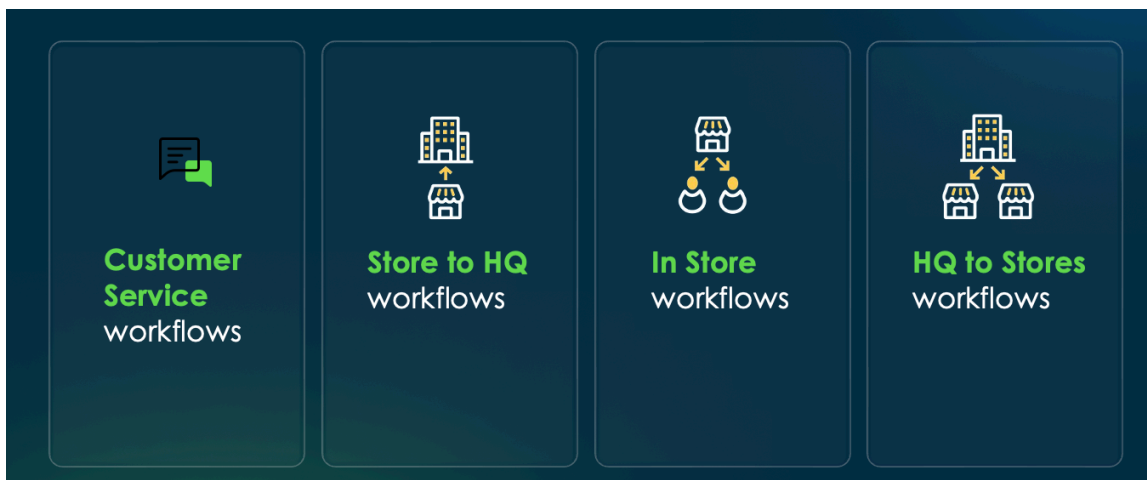 Customer
Service
workflows
Store to HQ
workflows
In Store
workflows
HQ to Stores
workflows